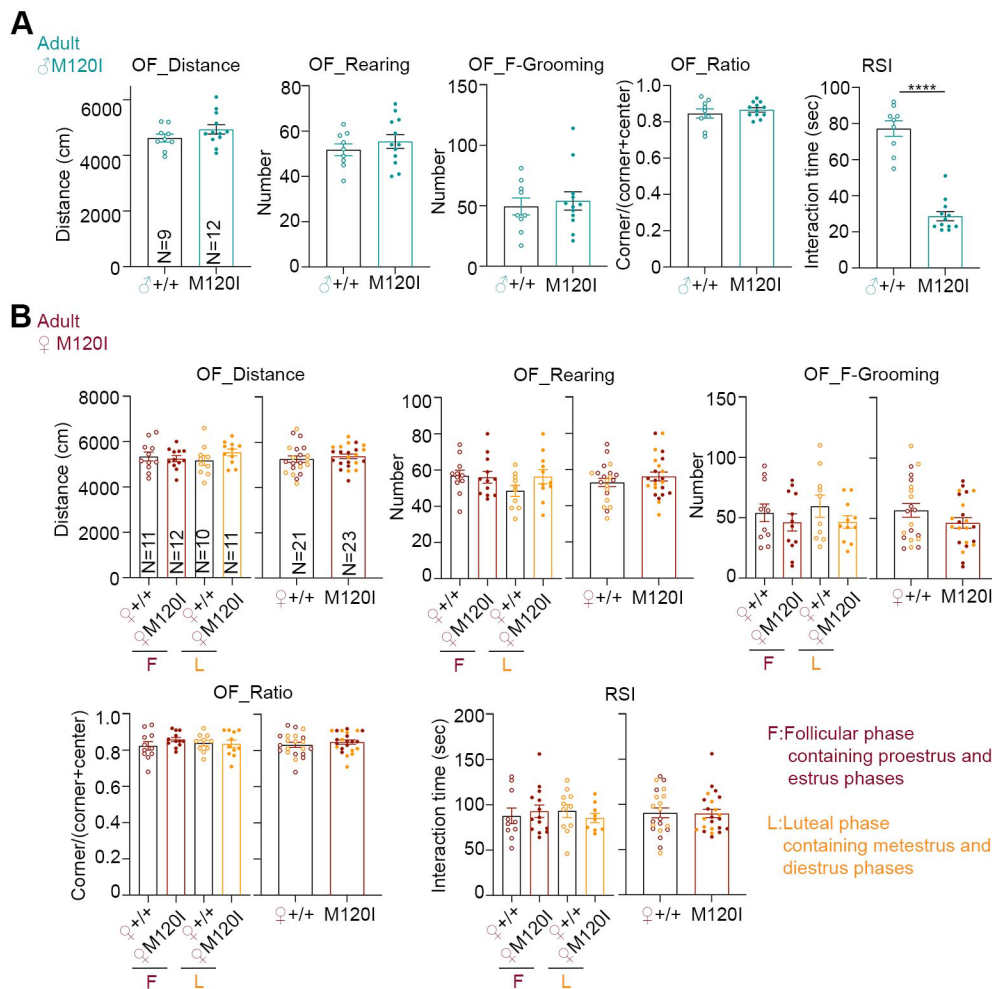 A
Adult
♂M120I
OF_Distance
OF_Rearing
OF_F-Grooming
OF_Ratio
RSI
Distance (cm)
6000
4000
2000
0
N=9
N=12
♂+/+ M120I
Number
80
60
40
20
0
♂+/+ M120I
Number
150
100
50
0
♂+/+ M120I
Corner/(corner+center)
1.0
0.8
0.6
0.4
0.2
0
♂+/+ M120I
Interaction time (sec)
100
80
60
40
20
0
****
♂+/+ M120I
B
Adult
♀ M120I
OF_Distance
Distance (cm)
8000
6000
4000
2000
0
N=11
N=12
N=10
N=11
N=21
N=23
♀+/+
♀M120I
♀+/+
♀M120I
F
L
♀+/+ M120I
OF_Rearing
Number
100
80
60
40
20
0
♀+/+
♀M120I
♀+/+
♀M120I
F
L
♀+/+ M120I
OF_F-Grooming
Number
150
100
50
0
♀+/+
♀M120I
♀+/+
♀M120I
F
L
♀+/+ M120I
OF_Ratio
Corner/(corner+center)
1.0
0.8
0.6
0.4
0.2
0
♀+/+
♀M120I
♀+/+
♀M120I
F
L
♀+/+ M120I
RSI
Interaction time (sec)
200
150
100
50
0
♀+/+
♀M120I
♀+/+
♀M120I
F
L
♀+/+ M120I
F:Follicular phase
containing proestrus and
estrus phases
L:Luteal phase
containing metestrus and
diestrus phases